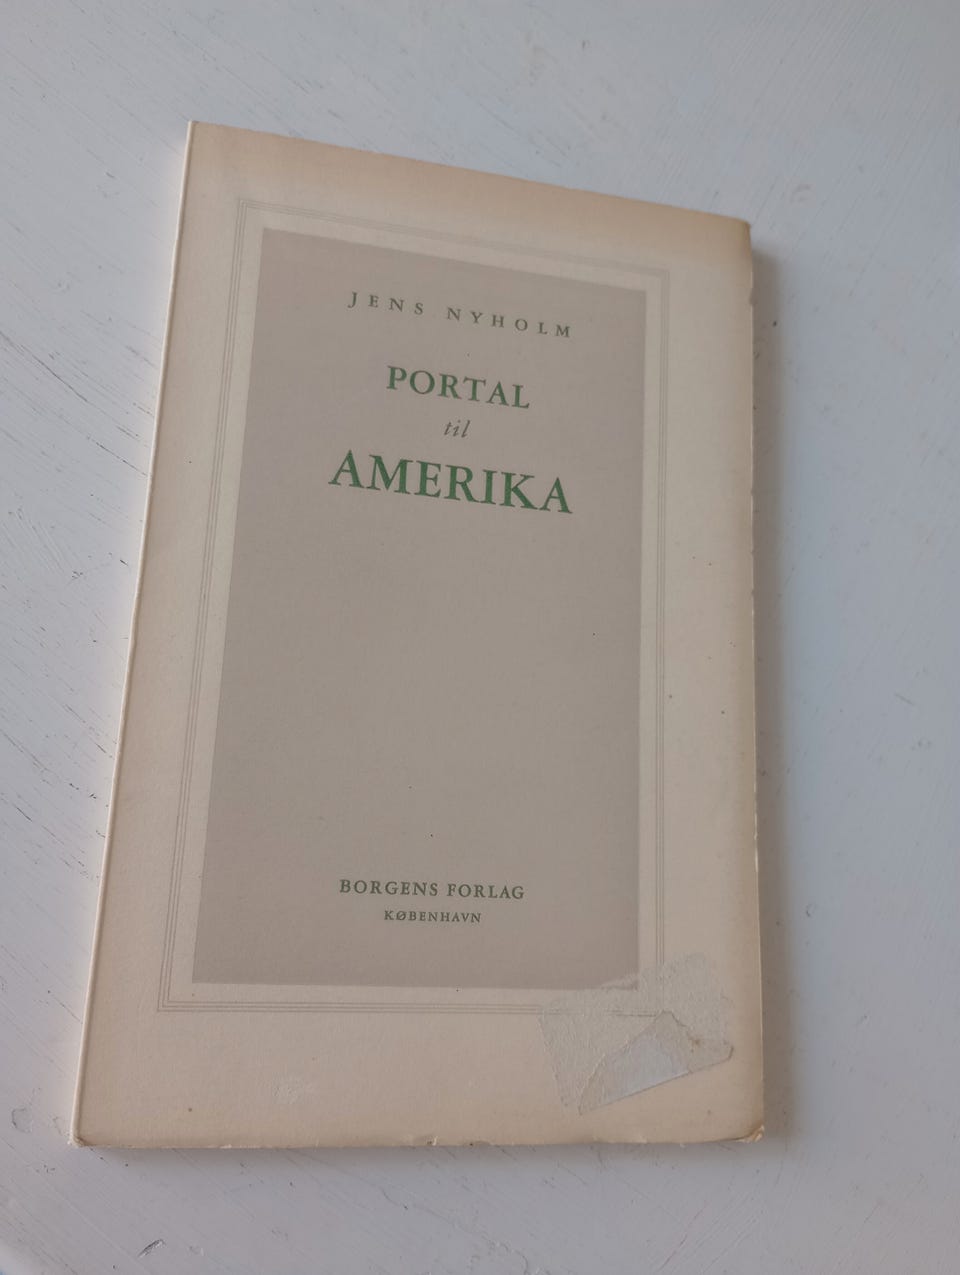 JENS NYHOLM
PORTAL
til
AMERIKA
BORGENS FORLAG
KØBENHAVN